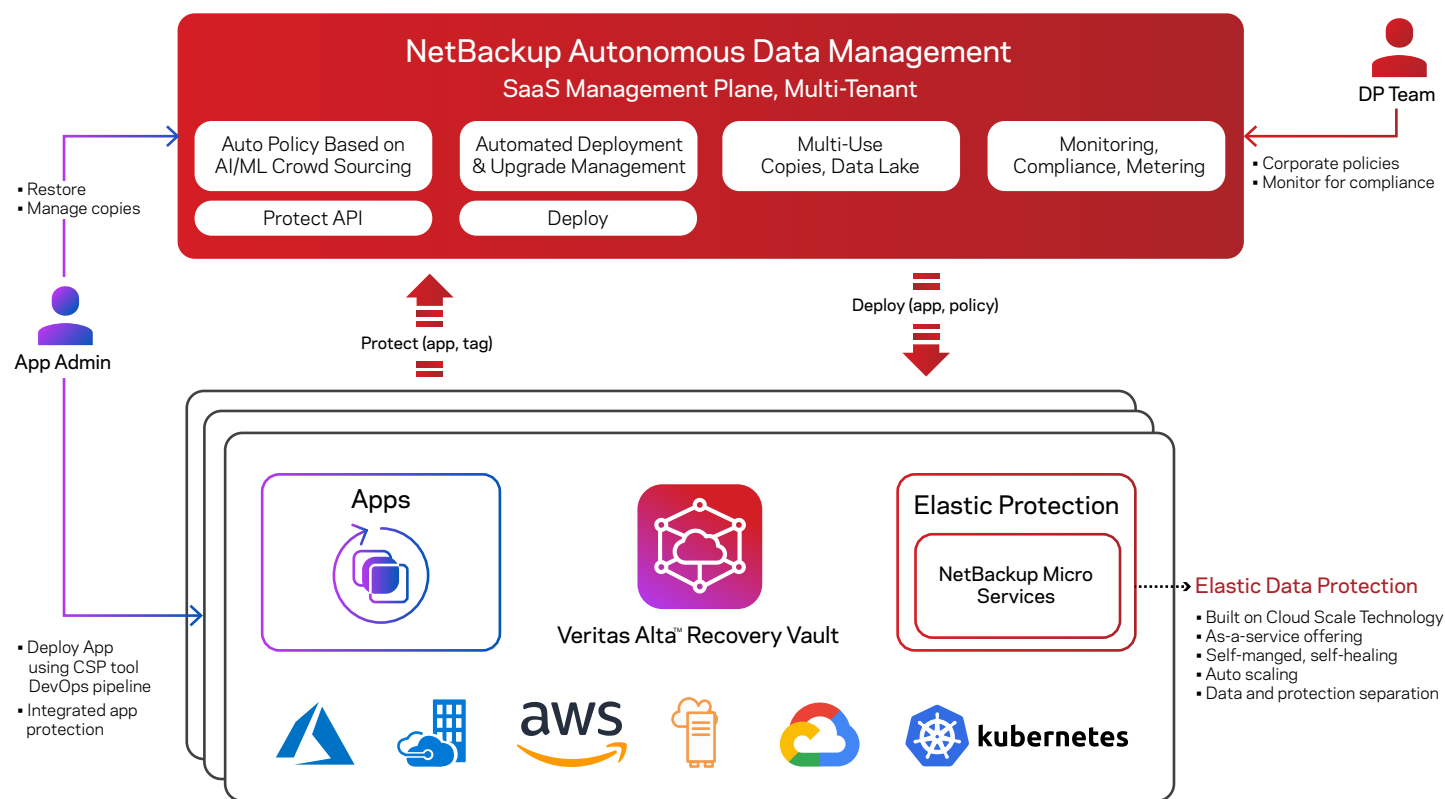 NetBackup Autonomous Data Management
SaaS Management Plane, Multi-Tenant
DP Team
Auto Policy Based on
AI/ML Crowd Sourcing
Automated Deployment
& Upgrade Management
Multi-Use
Copies, Data Lake
Monitoring,
Compliance, Metering
Protect API
Deploy
▪ Corporate policies
▪ Monitor for compliance
▪ Restore
▪ Manage copies
App Admin
Protect (app, tag)
Deploy (app, policy)
Apps
Veritas Alta™ Recovery Vault
Elastic Protection
NetBackup Micro
Services
Elastic Data Protection
▪ Built on Cloud Scale Technology
▪ As-a-service offering
▪ Self-manged, self-healing
▪ Auto scaling
▪ Data and protection separation
▪ Deploy App
using CSP tool
DevOps pipeline
▪ Integrated app
protection
aws
kubernetes